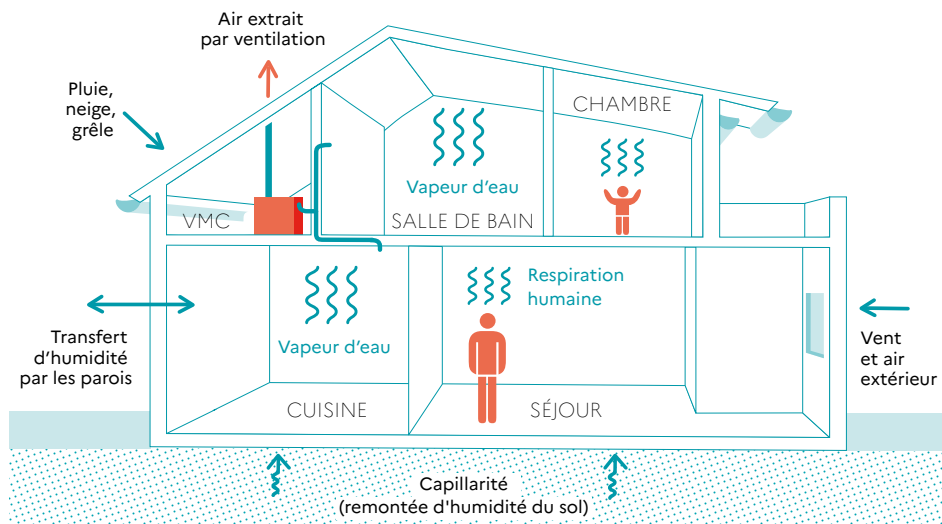 Air extrait
par ventilation
Pluie,
neige,
grêle
CHAMBRE
Vapeur d’eau
VMC
SALLE DE BAIN
Respiration
humaine
Transfert
d’humidité
par les parois
Vapeur d’eau
Vent
et air
extérieur
CUISINE
SÉJOUR
Capillarité
(remontée d'humidité du sol)